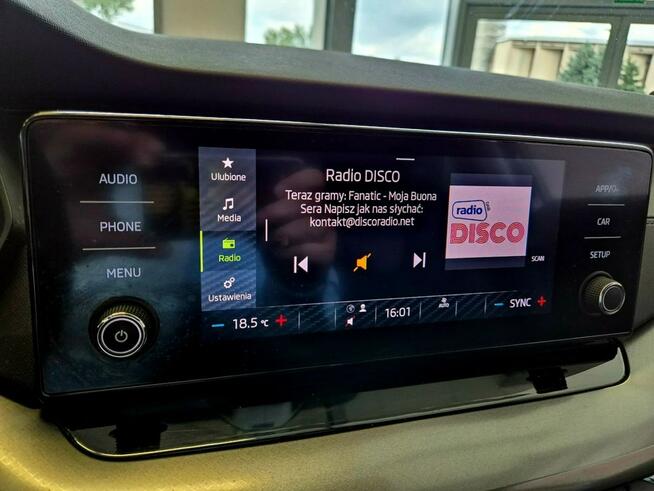 AUDIO
PHONE
MENU
Ulubione
Media
Radio
Ustawienia
Radio DISCO
Teraz gramy: Fanatic - Moja Buona
Sera Napisz jak nas słychać:
kontakt@discoradio.net
radio
DISCO
SCAN
18.5 °C
16:01
AUTO
SYNC
APP/
CAR
SETUP